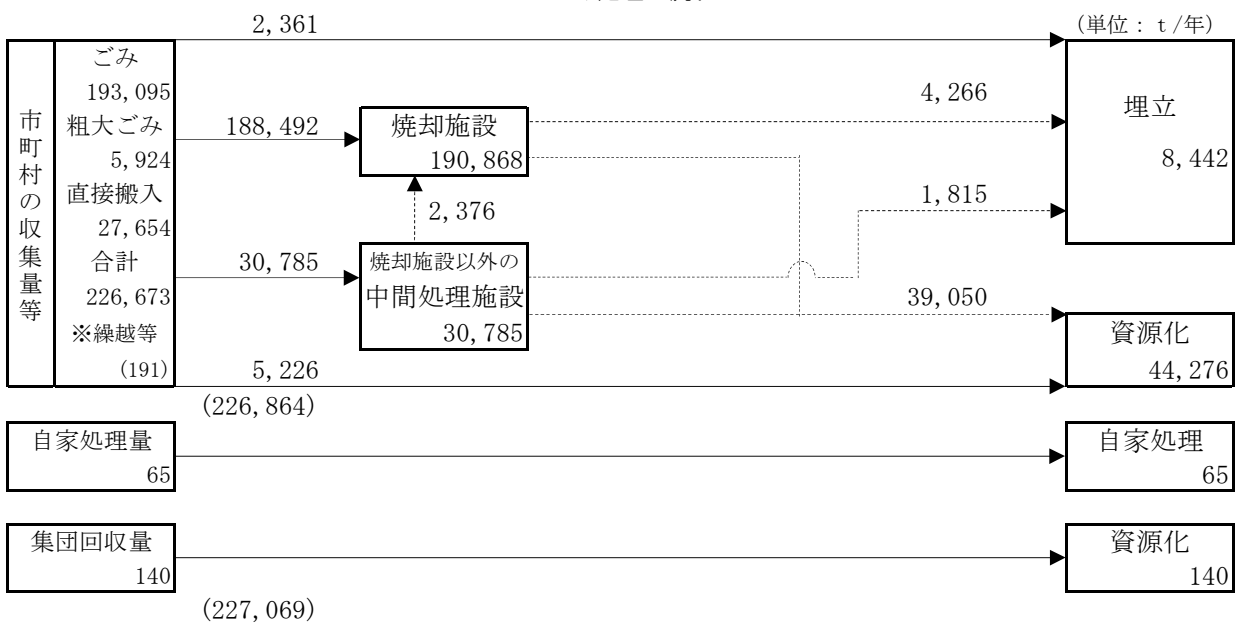 (単位：ｔ/年)
2,361
市町村の収集量等
ごみ
193,095
粗大ごみ
5,924
直接搬入
27,654
合計
226,673
※繰越等
(191)
188,492
焼却施設
190,868
4,266
埋立
8,442
2,376
1,815
30,785
焼却施設以外の
中間処理施設
30,785
39,050
資源化
44,276
5,226
(226,864)
自家処理量
65
自家処理
65
集団回収量
140
資源化
140
(227,069)